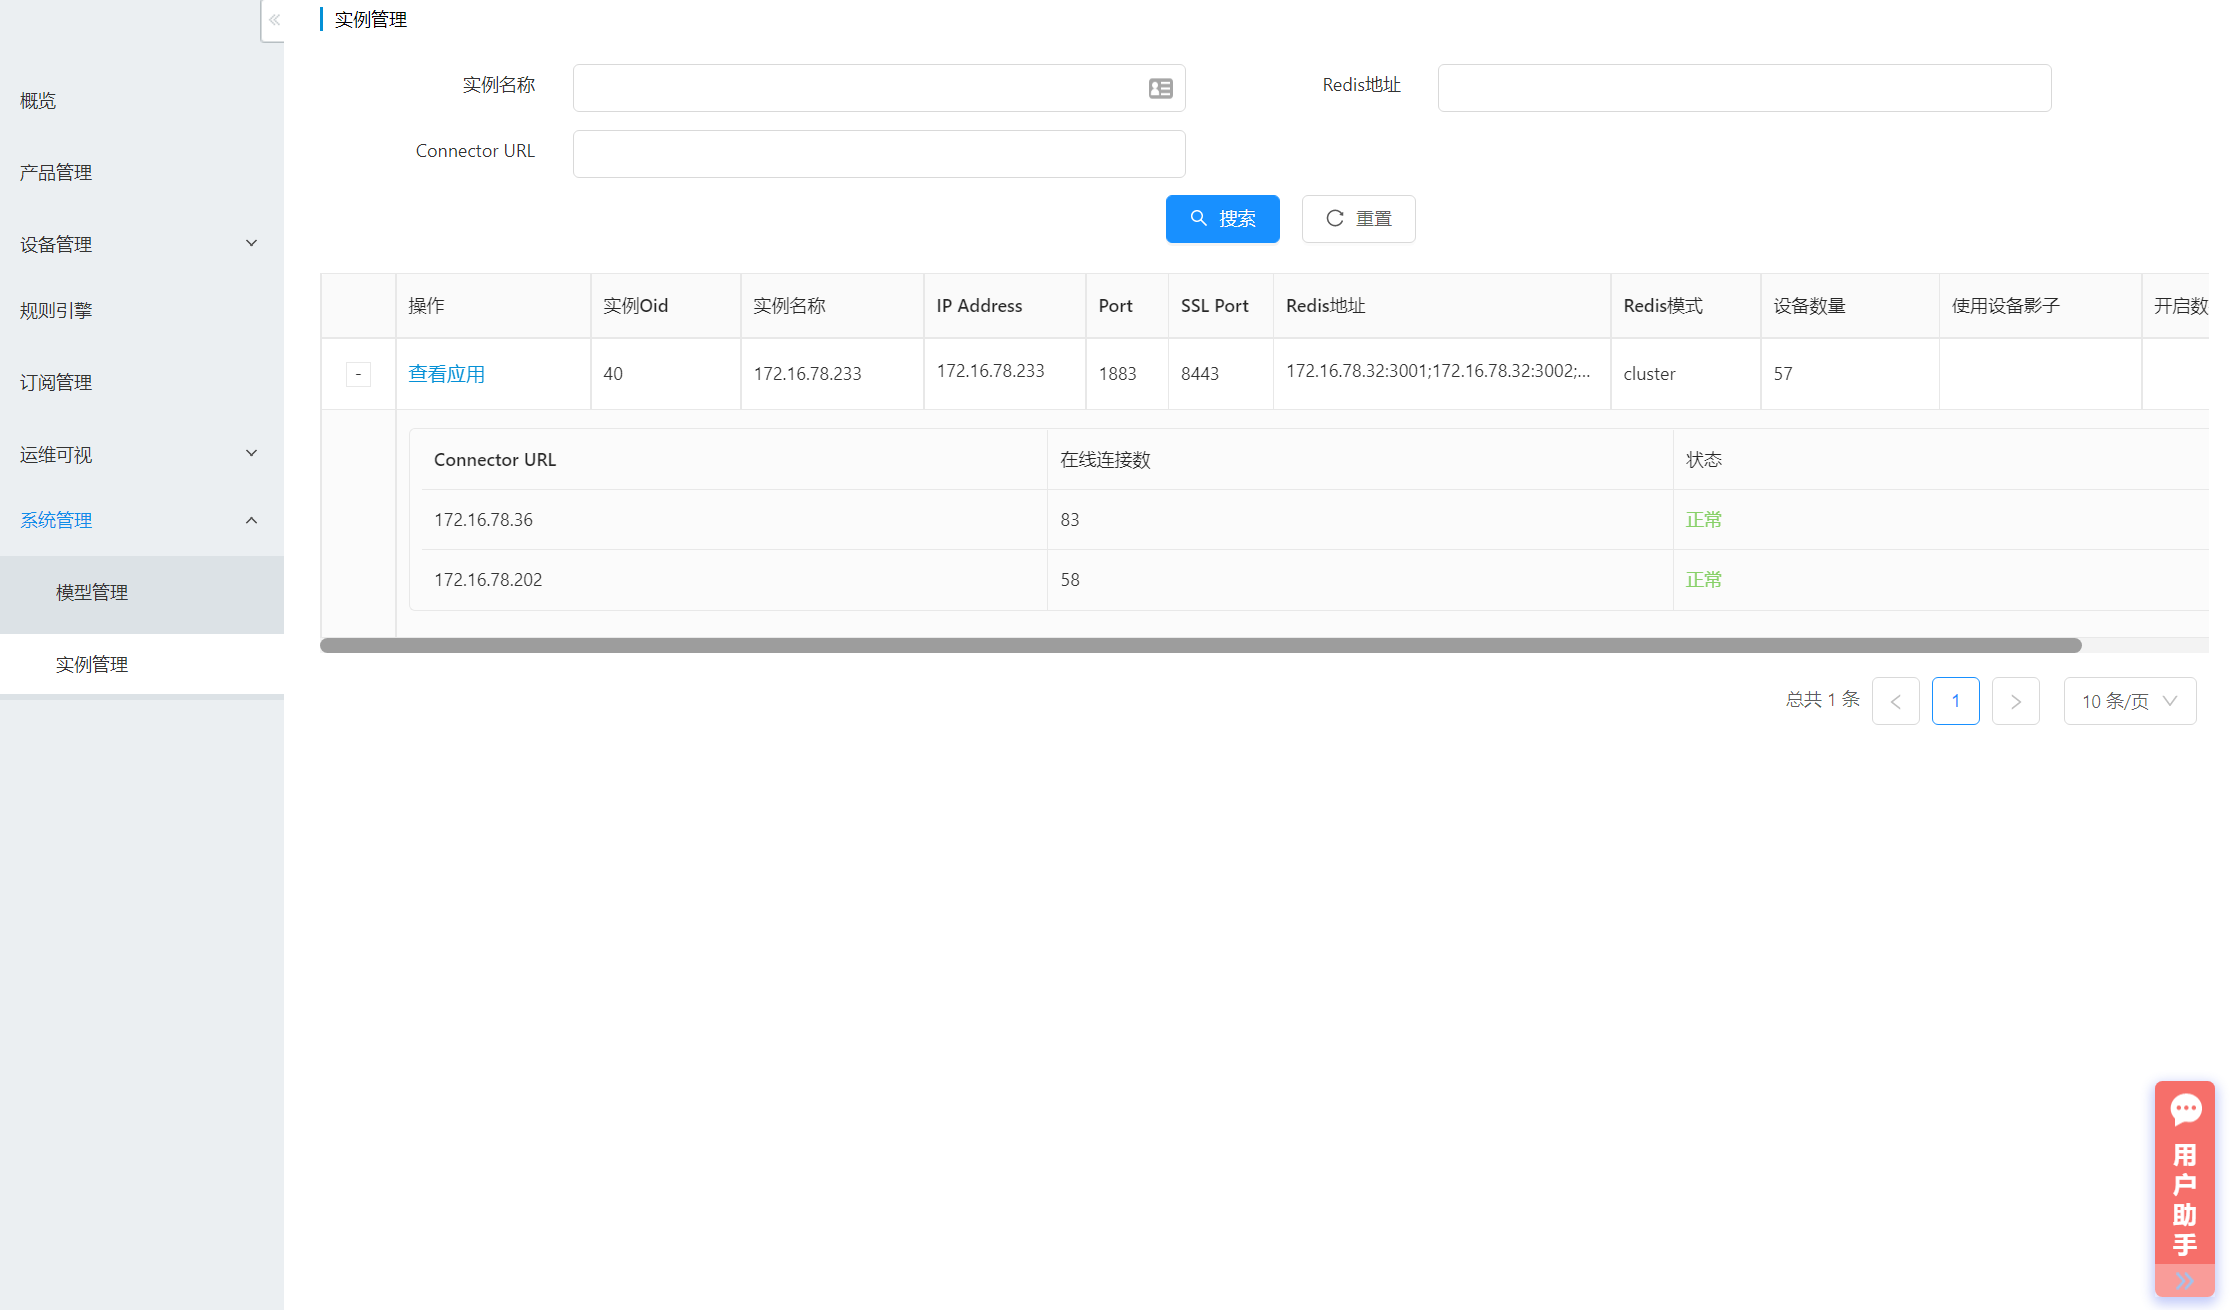 实例管理
实例名称
Redis地址
Connector URL
搜索
重置
概览
产品管理
设备管理
规则引擎
订阅管理
运维可视
系统管理
模型管理
实例管理
操作 实例Oid 实例名称 IP Address Port SSL Port Redis地址 Redis模式 设备数量 使用设备影子 开启数
- 查看应用 40 172.16.78.233 172.16.78.233 1883 8443 172.16.78.32:3001;172.16.78.32:3002;... cluster 57
Connector URL 在线连接数 状态
172.16.78.36 83 正常
172.16.78.202 58 正常
总共 1 条 1 10 条/页
用户助手